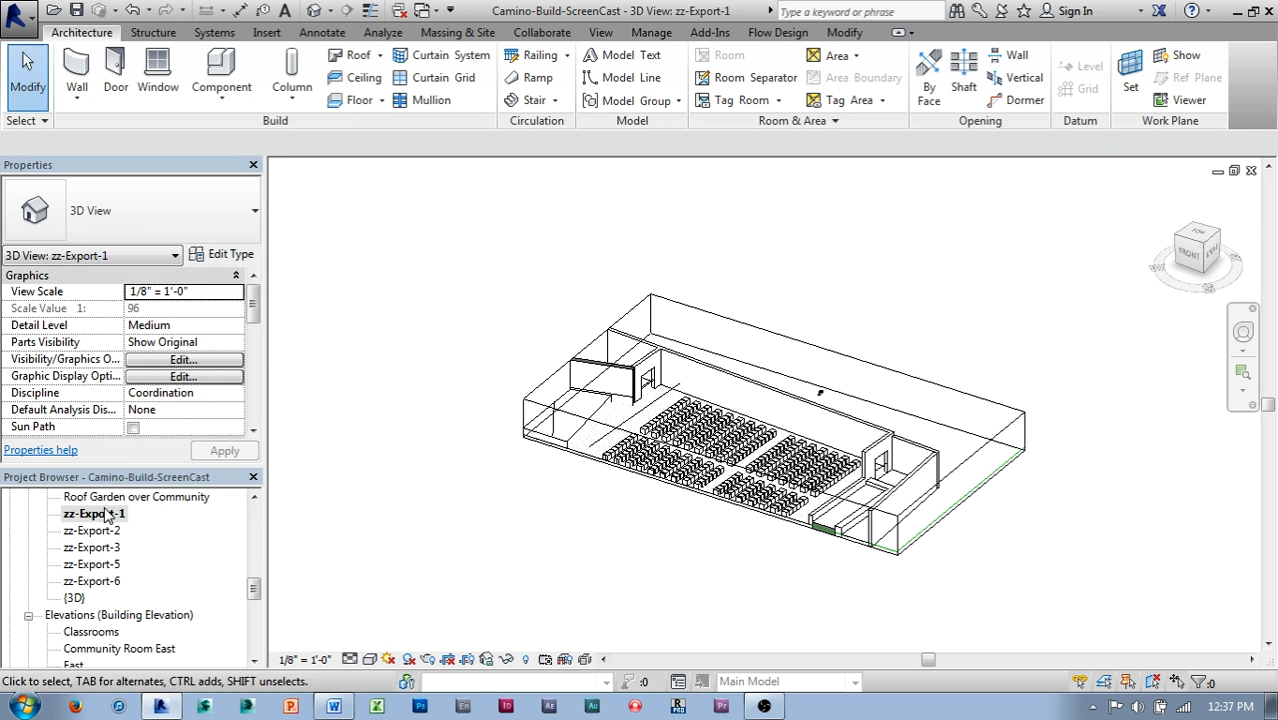 Camino-Build-ScreenCast - 3D View: zz-Export-1
Type a keyword or phrase
Sign In
Architecture Structure Systems Insert Annotate Analyze Massing & Site Collaborate View Manage Add-Ins Flow Design Modify
Modify
Wall
Door
Window
Component
Column
Roof
Ceiling
Floor
Curtain System
Curtain Grid
Mullion
Railing
Ramp
Stair
Model Text
Model Line
Model Group
Room
Room Separator
Tag Room
Area
Area Boundary
Tag Area
By
Face
Shaft
Wall
Vertical
Dormer
Level
Grid
Set
Show
Ref Plane
Viewer
Select
Build
Circulation
Model
Room & Area
Opening
Datum
Work Plane
Properties
3D View
3D View: zz-Export-1
Edit Type
Graphics
View Scale 1/8" = 1'-0"
Scale Value 1: 96
Detail Level Medium
Parts Visibility Show Original
Visibility/Graphics O... Edit...
Graphic Display Opti... Edit...
Discipline Coordination
Default Analysis Dis... None
Sun Path
Properties help
Apply
Project Browser - Camino-Build-ScreenCast
Roof Garden over Community
zz-Export-1
zz-Export-2
zz-Export-3
zz-Export-5
zz-Export-6
{3D}
Elevations (Building Elevation)
Classrooms
Community Room East
East
TOP
FRONT
1/8" = 1'-0"
Click to select, TAB for alternates, CTRL adds, SHIFT unselects.
:0
Main Model
:0
12:37 PM